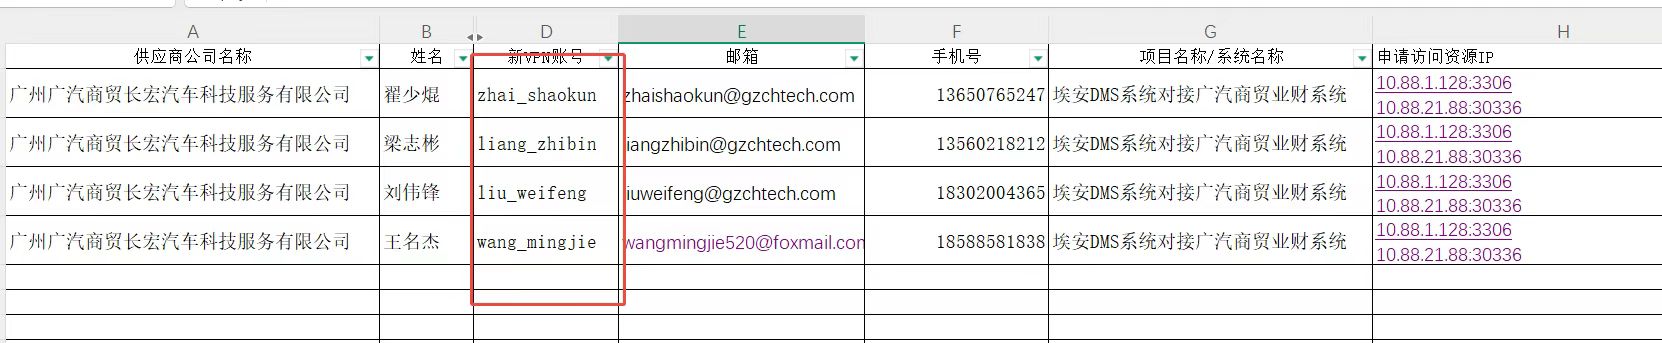 A B D E F G H
供应商公司名称 姓名 新VPN账号 邮箱 手机号 项目名称/系统名称 申请访问资源IP
广州广汽商贸长宏汽车科技服务有限公司 翟少焜 zhai_shaokun zhaishaokun@gzchtech.com 13650765247 埃安DMS系统对接广汽商贸业财系统 10.88.1.128:3306
10.88.21.88:30336
广州广汽商贸长宏汽车科技服务有限公司 梁志彬 liang_zhibin iangzhibin@gzchtech.com 13560218212 埃安DMS系统对接广汽商贸业财系统 10.88.1.128:3306
10.88.21.88:30336
广州广汽商贸长宏汽车科技服务有限公司 刘伟锋 liu_weifeng iuweifeng@gzchtech.com 18302004365 埃安DMS系统对接广汽商贸业财系统 10.88.1.128:3306
10.88.21.88:30336
广州广汽商贸长宏汽车科技服务有限公司 王名杰 wang_mingjie wangmingjie520@foxmail.com 18588581838 埃安DMS系统对接广汽商贸业财系统 10.88.1.128:3306
10.88.21.88:30336